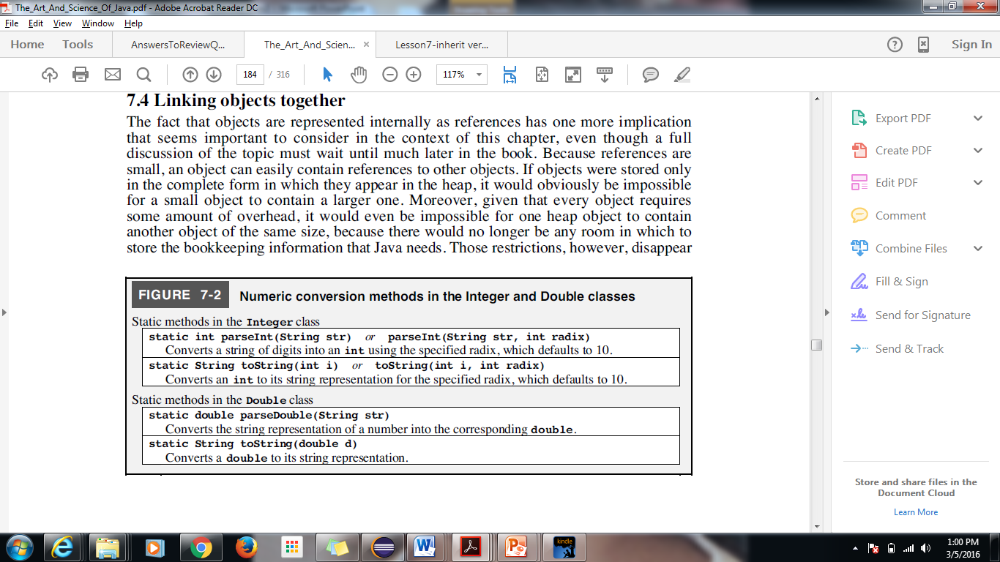 The_Art_And_Science_Of_Java.pdf - Adobe Acrobat Reader DC
File Edit View Window Help
Home Tools AnswersToReviewQ... The_Art_And_Scien... × Lesson7-inherit ver... ? Sign In
184 / 316 117%
7.4 Linking objects together
The fact that objects are represented internally as references has one more implication
that seems important to consider in the context of this chapter, even though a full
discussion of the topic must wait until much later in the book. Because references are
small, an object can easily contain references to other objects. If objects were stored only
in the complete form in which they appear in the heap, it would obviously be impossible
for a small object to contain a larger one. Moreover, given that every object requires
some amount of overhead, it would even be impossible for one heap object to contain
another object of the same size, because there would no longer be any room in which to
store the bookkeeping information that Java needs. Those restrictions, however, disappear
FIGURE 7-2 Numeric conversion methods in the Integer and Double classes
Static methods in the Integer class
static int parseInt(String str) or parseInt(String str, int radix)
Converts a string of digits into an int using the specified radix, which defaults to 10.
static String toString(int i) or toString(int i, int radix)
Converts an int to its string representation for the specified radix, which defaults to 10.
Static methods in the Double class
static double parseDouble(String str)
Converts the string representation of a number into the corresponding double.
static String toString(double d)
Converts a double to its string representation.
Export PDF
Create PDF
Edit PDF
Comment
Combine Files
Fill & Sign
Send for Signature
Send & Track
Store and share files in the
Document Cloud
Learn More
kindle
1:00 PM
3/5/2016